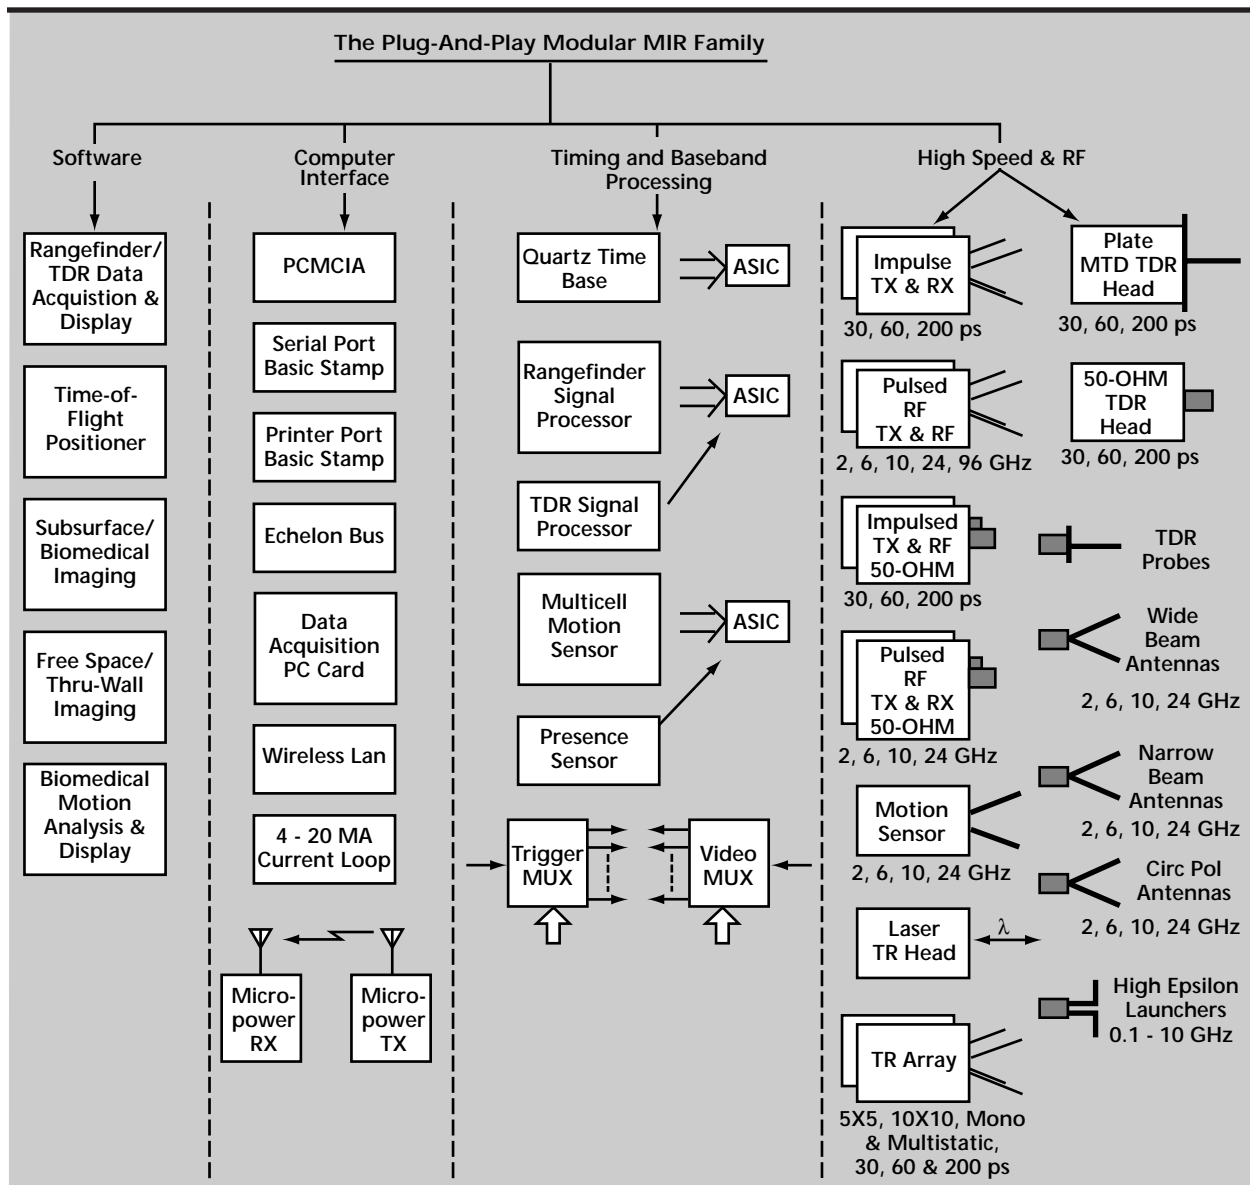 The Plug-And-Play Modular MIR Family
Software
Rangefinder/
TDR Data
Acquistion &
Display
Time-of-
Flight
Positioner
Subsurface/
Biomedical
Imaging
Free Space/
Thru-Wall
Imaging
Biomedical
Motion
Analysis &
Display
Computer
Interface
PCMCIA
Serial Port
Basic Stamp
Printer Port
Basic Stamp
Echelon Bus
Data
Acquisition
PC Card
Wireless Lan
4 - 20 MA
Current Loop
Micro-
power
RX
Micro-
power
TX
Timing and Baseband
Processing
Quartz Time
Base
ASIC
Rangefinder
Signal
Processor
ASIC
TDR Signal
Processor
Multicell
Motion
Sensor
ASIC
Presence
Sensor
Trigger
MUX
Video
MUX
High Speed & RF
Impulse
TX & RX
30, 60, 200 ps
Pulsed
RF
TX & RF
2, 6, 10, 24, 96 GHz
Impulsed
TX & RF
50-OHM
30, 60, 200 ps
Pulsed
RF
TX & RX
50-OHM
2, 6, 10, 24 GHz
Motion
Sensor
2, 6, 10, 24 GHz
Laser
TR Head
λ
TR Array
5X5, 10X10, Mono
& Multistatic,
30, 60 & 200 ps
Plate
MTD TDR
Head
30, 60, 200 ps
50-OHM
TDR
Head
30, 60, 200 ps
TDR
Probes
Wide
Beam
Antennas
2, 6, 10, 24 GHz
Narrow
Beam
Antennas
2, 6, 10, 24 GHz
Circ Pol
Antennas
2, 6, 10, 24 GHz
High Epsilon
Launchers
0.1 - 10 GHz